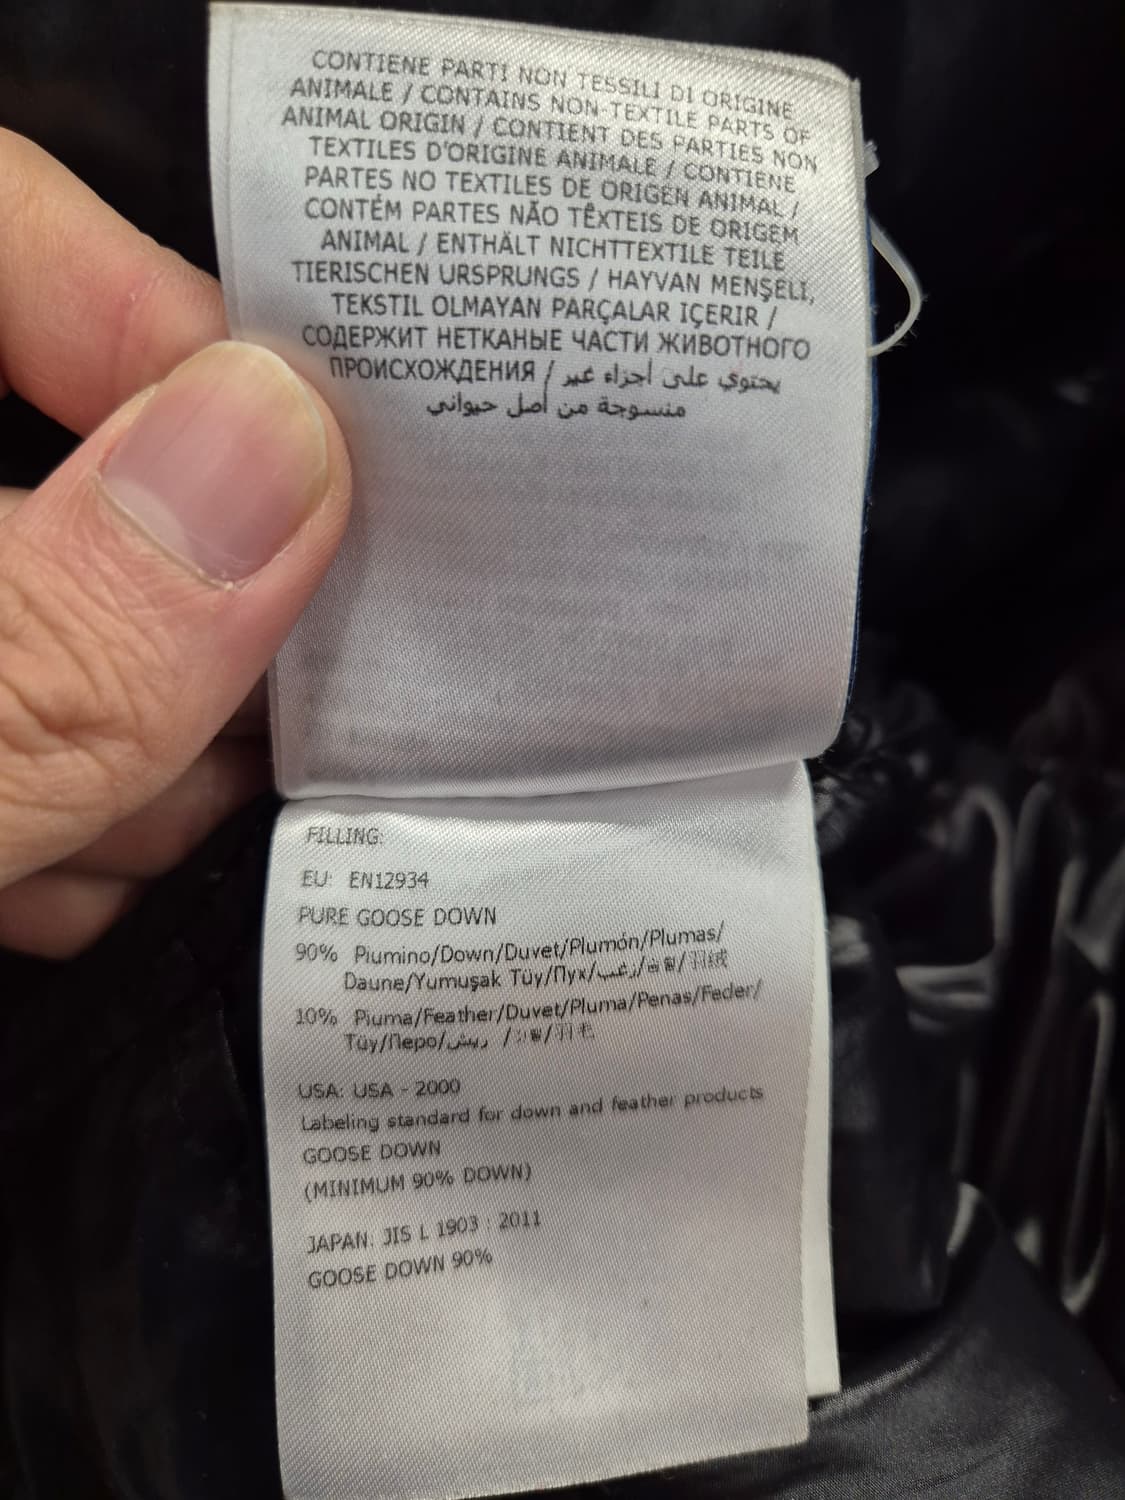 CONTIENE PARTI NON TESSILI DI ORIGINE
ANIMALE / CONTAINS NON-TEXTILE PARTS OF
ANIMAL ORIGIN / CONTIENT DES PARTIES NON
TEXTILES D'ORIGINE ANIMALE / CONTIENE
PARTES NO TEXTILES DE ORIGEN ANIMAL /
CONTÉM PARTES NÃO TÊXTEIS DE ORIGEM
ANIMAL / ENTHÄLT NICHTTEXTILE TEILE
TIERISCHEN URSPRUNGS / HAYVAN MENŞELİ,
TEKSTIL OLMAYAN PARÇALAR IÇERIR /
СОДЕРЖИТ НЕТКАНЫЕ ЧАСТИ ЖИВОТНОГО
ПРОИСХОЖДЕНИЯ / يحتوي على أجزاء غير
منسوجة من أصل حيواني
FILLING:
EU: EN12934
PURE GOOSE DOWN
90% Piumino/Down/Duvet/Plumón/Plumas/
Daune/Yumuşak Tüy/Пух/زغب/
10% Piuma/Feather/Duvet/Pluma/Penas/Feder/
Tüy/Перо/ريش/
USA: USA - 2000
Labeling standard for down and feather products
GOOSE DOWN
(MINIMUM 90% DOWN)
JAPAN: JIS L 1903 : 2011
GOOSE DOWN 90%